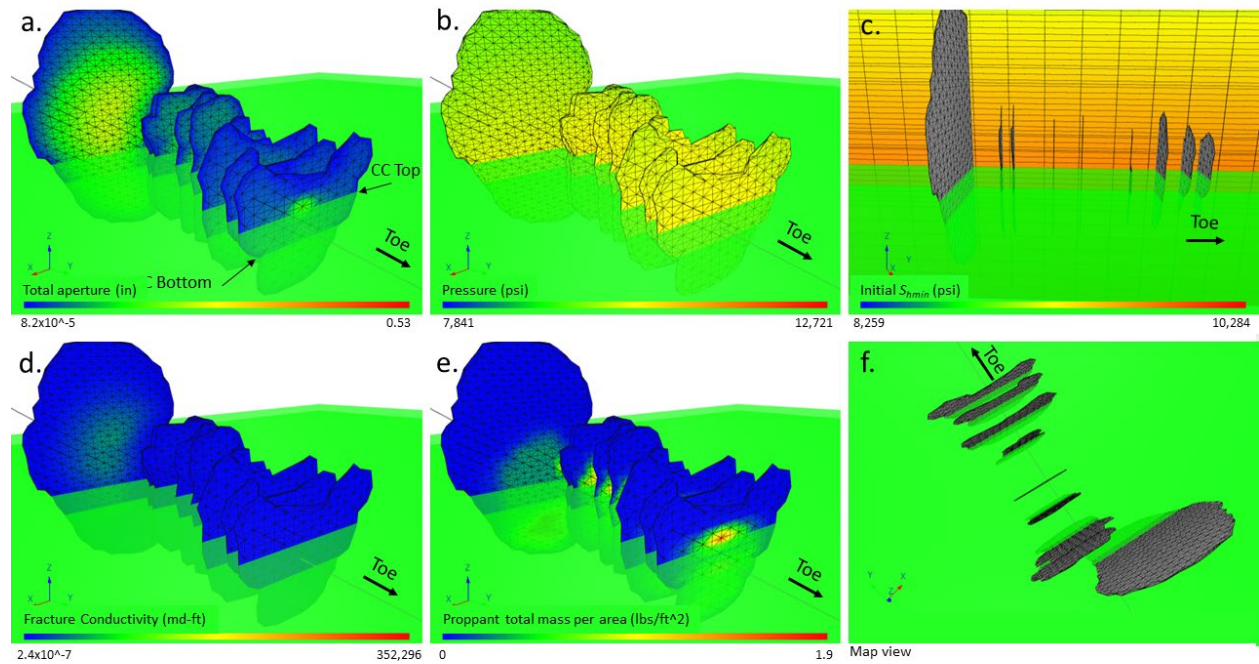 a.
CC Top
Toe
C Bottom
Z
X
Y
Total aperture (in)
8.2x10^-5
0.53
b.
Toe
Z
X
Y
Pressure (psi)
7,841
12,721
c.
Toe
Z
X
Initial Shmin (psi)
8,259
10,284
d.
Toe
Z
X
Y
Fracture Conductivity (md-ft)
2.4x10^-7
352,296
e.
Toe
Z
X
Y
Proppant total mass per area (lbs/ft^2)
0
1.9
f.
Toe
Y
X
Z
Map view